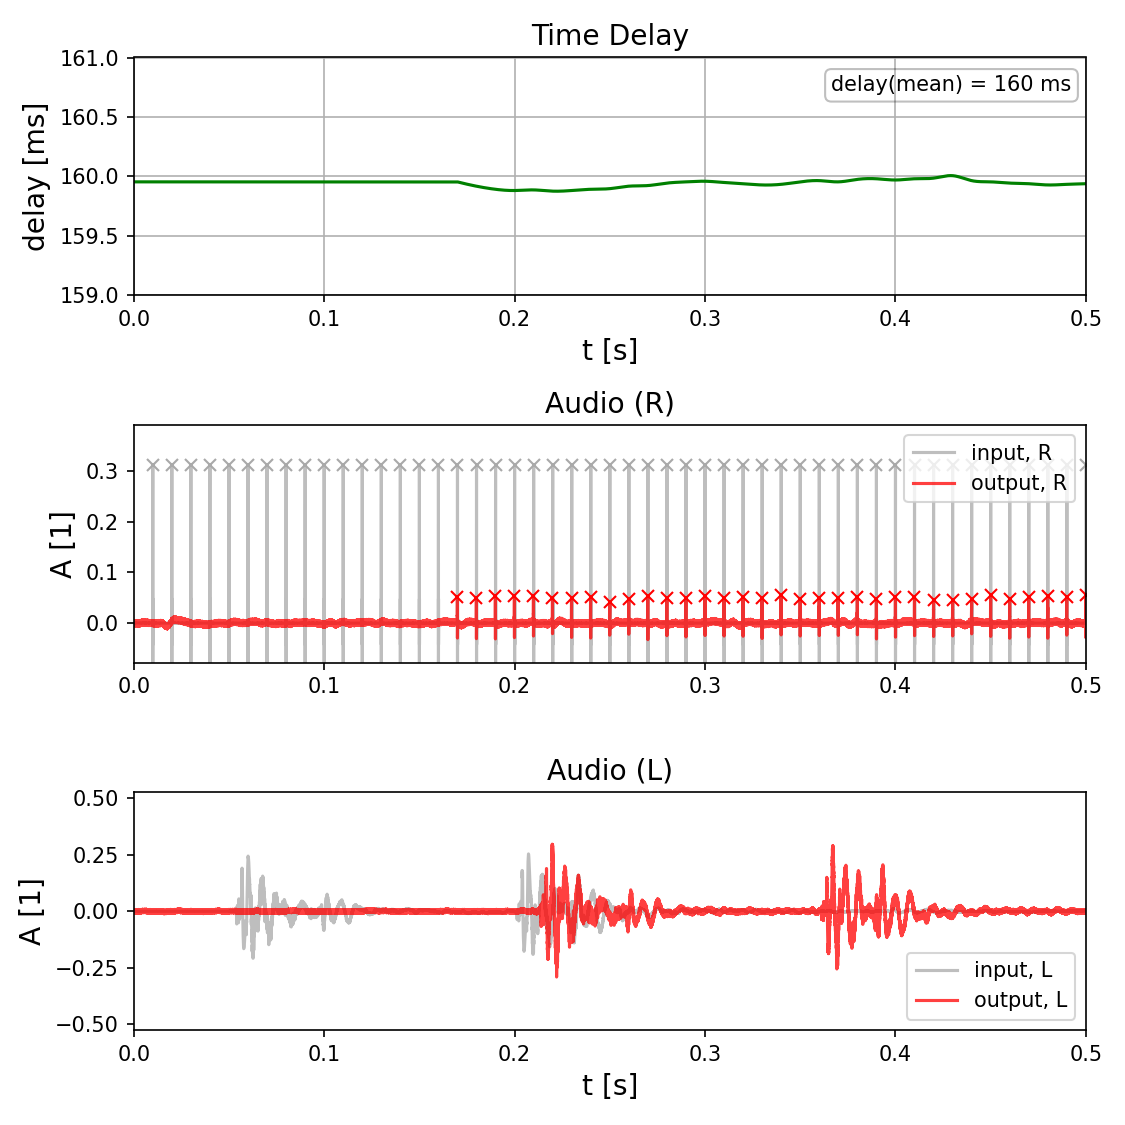 Time Delay
161.0
160.5
160.0
159.5
159.0
delay [ms]
delay(mean) = 160 ms
0.0 0.1 0.2 0.3 0.4 0.5
t [s]
Audio (R)
0.3
0.2
0.1
0.0
A [1]
input, R
output, R
0.0 0.1 0.2 0.3 0.4 0.5
Audio (L)
0.50
0.25
0.00
−0.25
−0.50
A [1]
input, L
output, L
0.0 0.1 0.2 0.3 0.4 0.5
t [s]